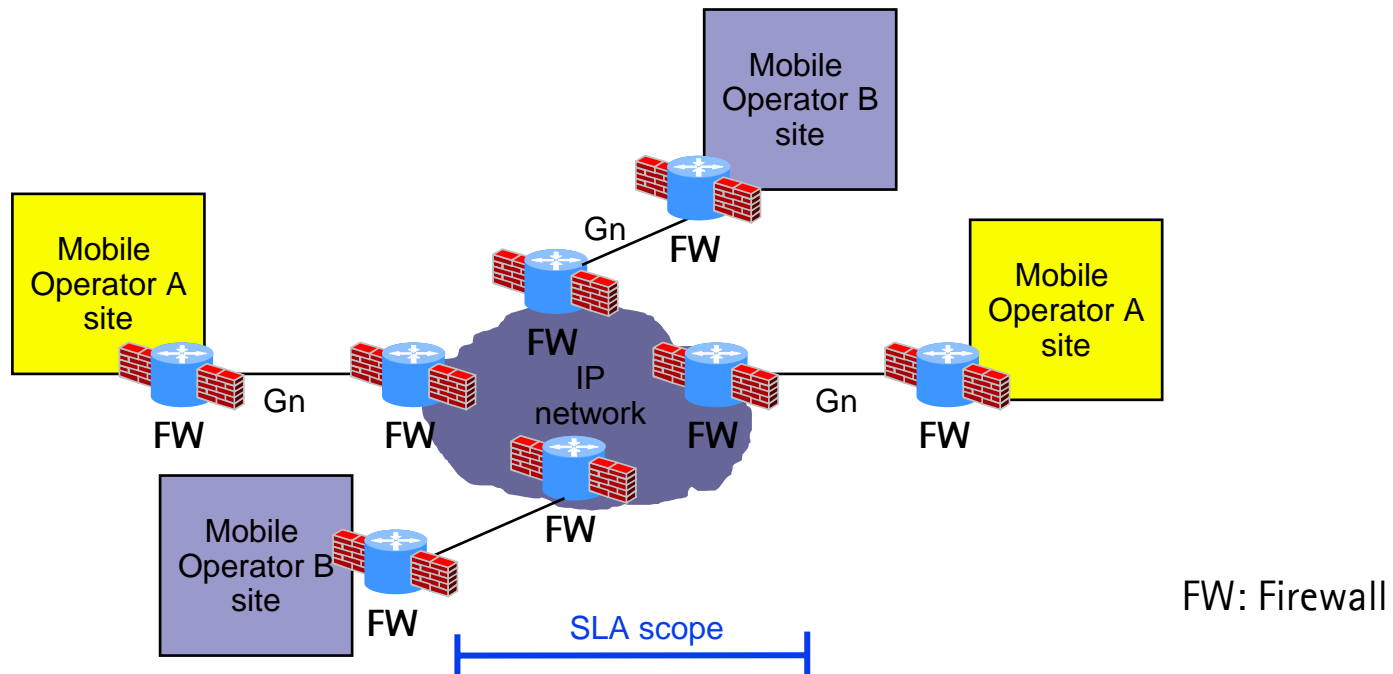 Mobile
Operator B
site
Gn
FW
Mobile
Operator A
site
FW
Mobile
Operator A
site
IP
network
Gn
Gn
FW
FW
FW
FW
FW
Mobile
Operator B
site
FW
FW: Firewall
SLA scope